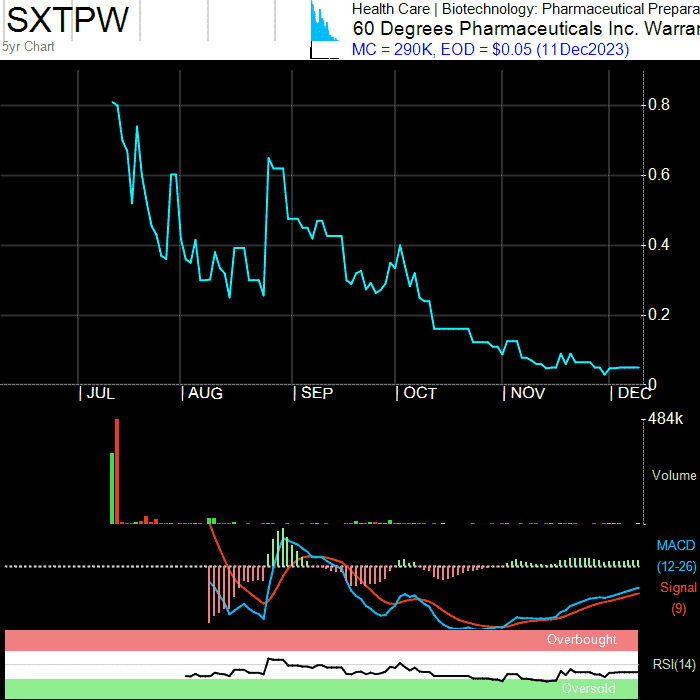 SXTPW
5yr Chart
Health Care | Biotechnology: Pharmaceutical Prepara
60 Degrees Pharmaceuticals Inc. Warrar
MC = 290K, EOD = $0.05 (11Dec2023)
0.8
0.6
0.4
0.2
0
| JUL | AUG | SEP | OCT | NOV | DEC
484k
Volume
MACD
(12-26)
Signal
(9)
Overbought
RSI(14)
Oversold